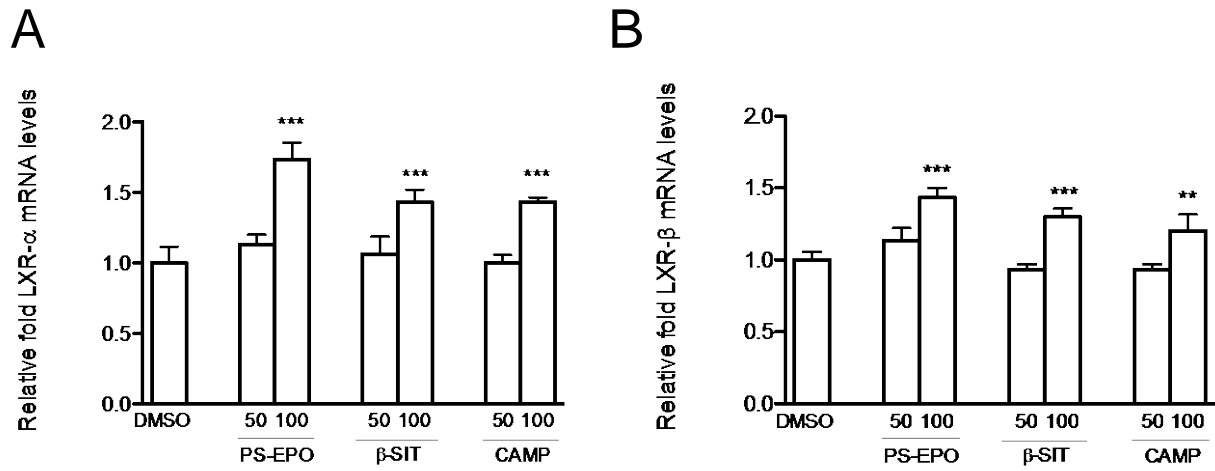 A
Relative fold LXR-α mRNA levels
2.0
1.5
1.0
0.5
0.0
***
***
***
DMSO
50 100
50 100
50 100
PS-EPO
β-SIT
CAMP
B
Relative fold LXR-β mRNA levels
2.0
1.5
1.0
0.5
0.0
***
***
**
DMSO
50 100
50 100
50 100
PS-EPO
β-SIT
CAMP